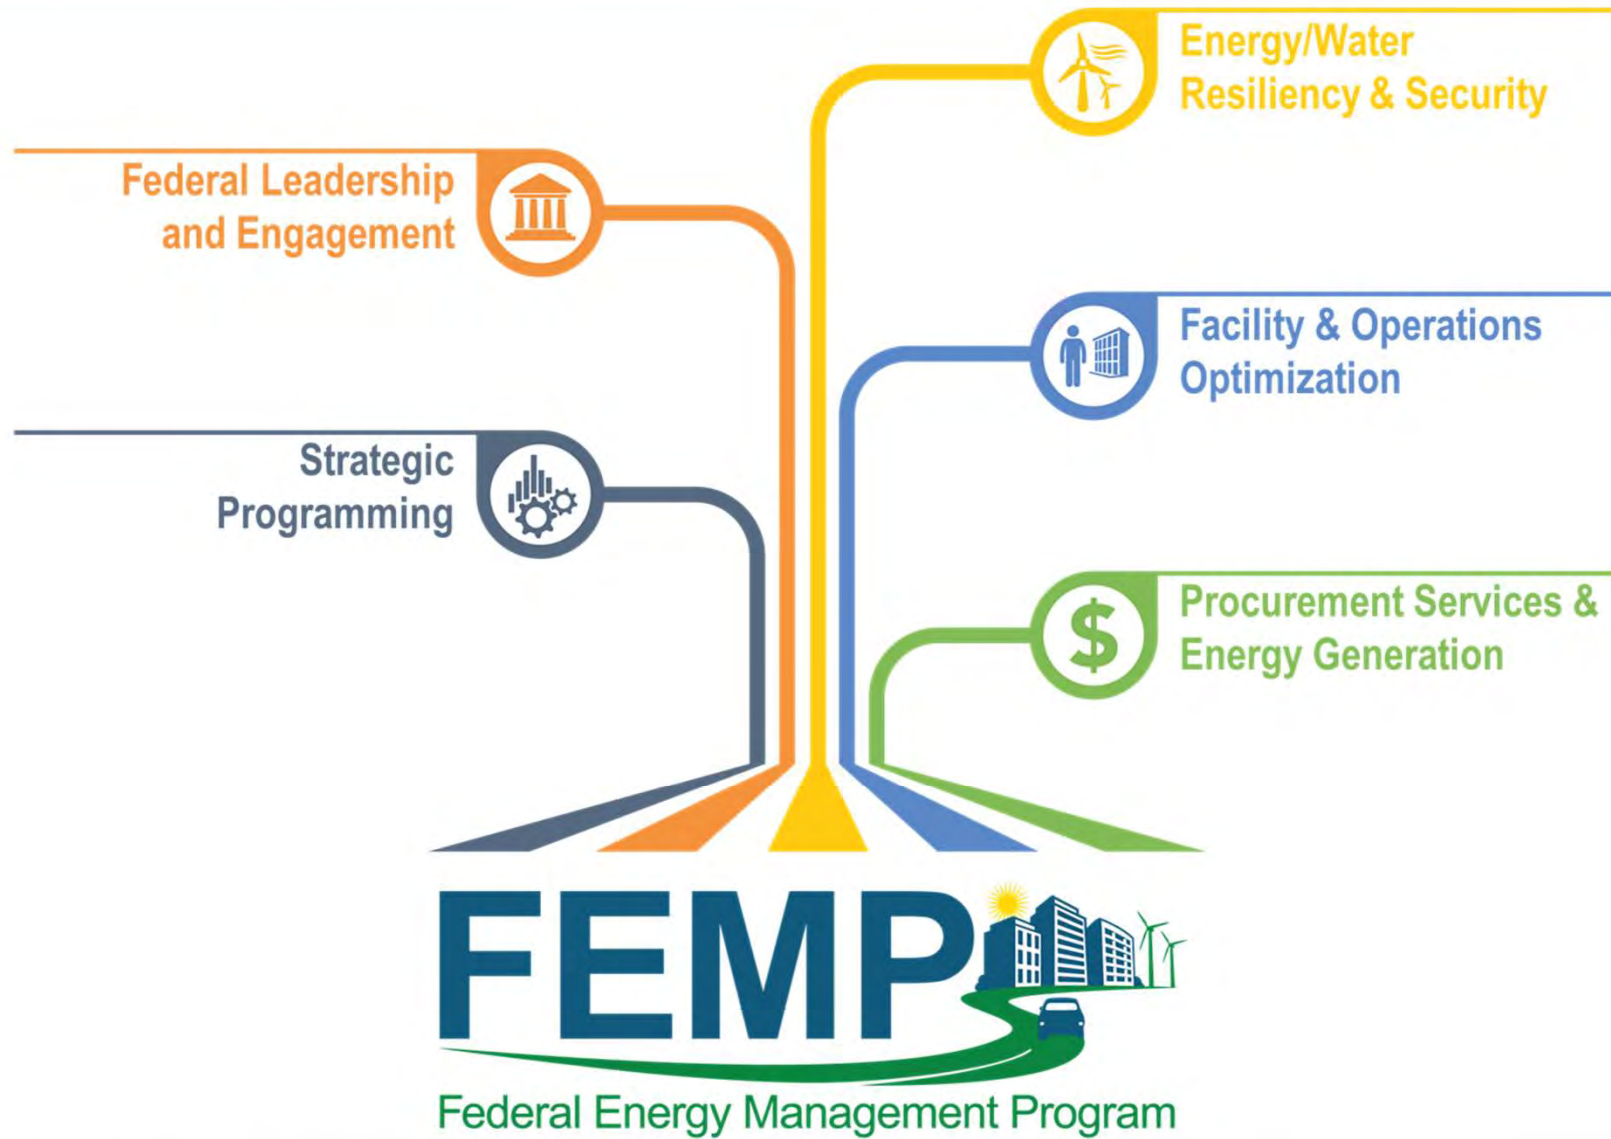 Energy/Water
Resiliency & Security
Federal Leadership
and Engagement
Facility & Operations
Optimization
Strategic
Programming
$
Procurement Services &
Energy Generation
FEMP
Federal Energy Management Program